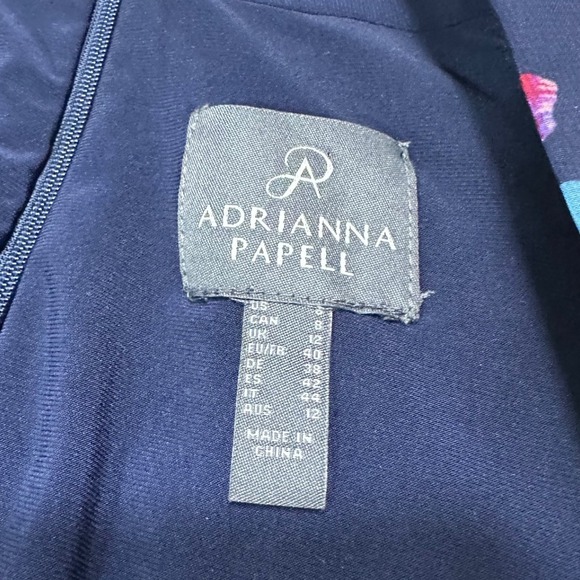 ADRIANNA
PAPELL
US
CAN 8
UK 12
EU/FR 40
DE 38
ES 42
IT 44
AUS 12
MADE IN
CHINA